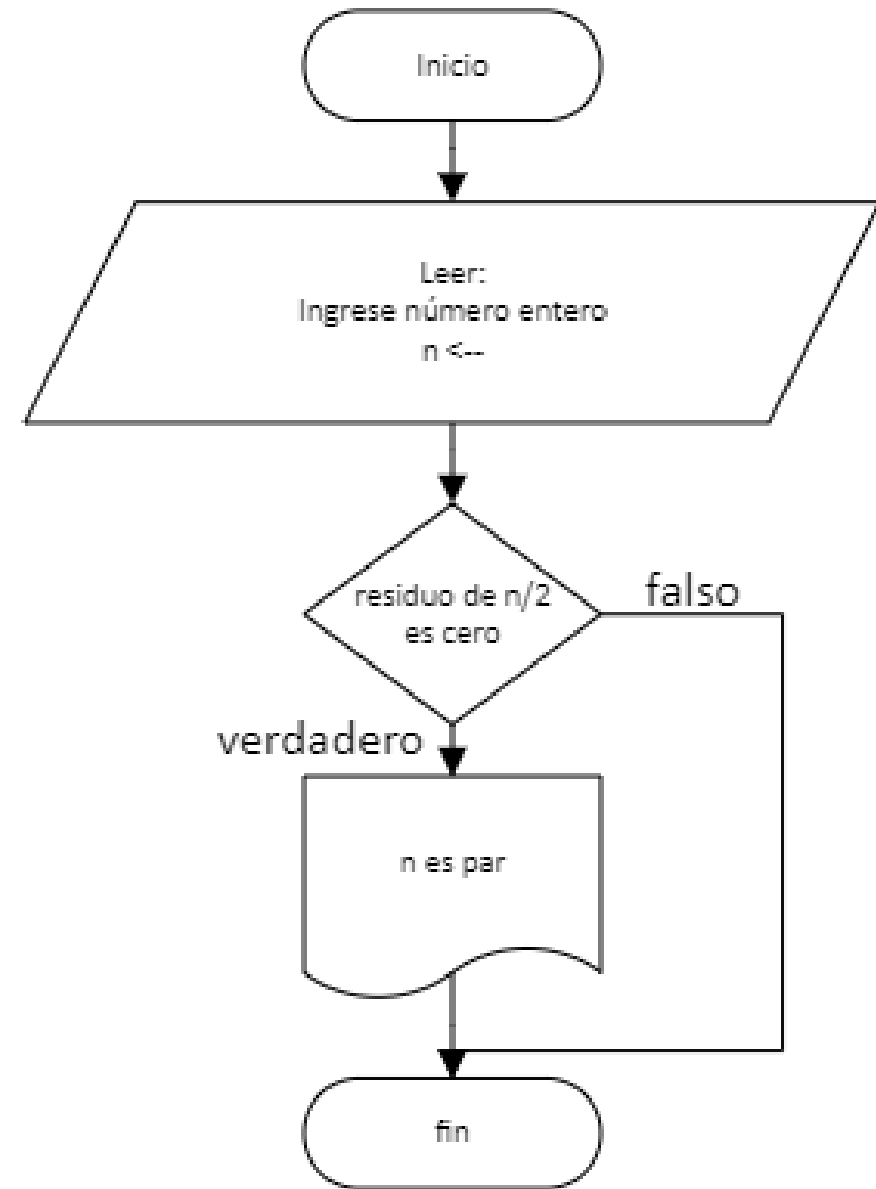 Inicio
Leer:
Ingrese número entero
n <--
residuo de n/2
es cero
falso
verdadero
n es par
fin